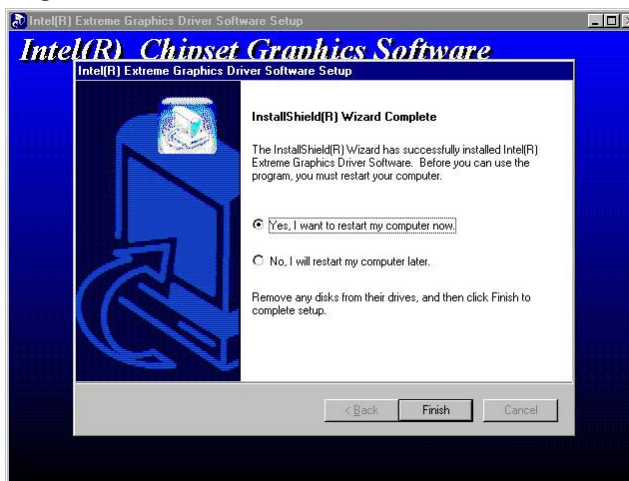 Intel(R) Extreme Graphics Driver Software Setup
Intel(R) Chipset Graphics Software
Intel(R) Extreme Graphics Driver Software Setup
InstallShield(R) Wizard Complete
The InstallShield(R) Wizard has successfully installed Intel(R)
Extreme Graphics Driver Software. Before you can use the
program, you must restart your computer.
Yes, I want to restart my computer now.
No, I will restart my computer later.
Remove any disks from their drives, and then click Finish to
complete setup.
< Back Finish Cancel